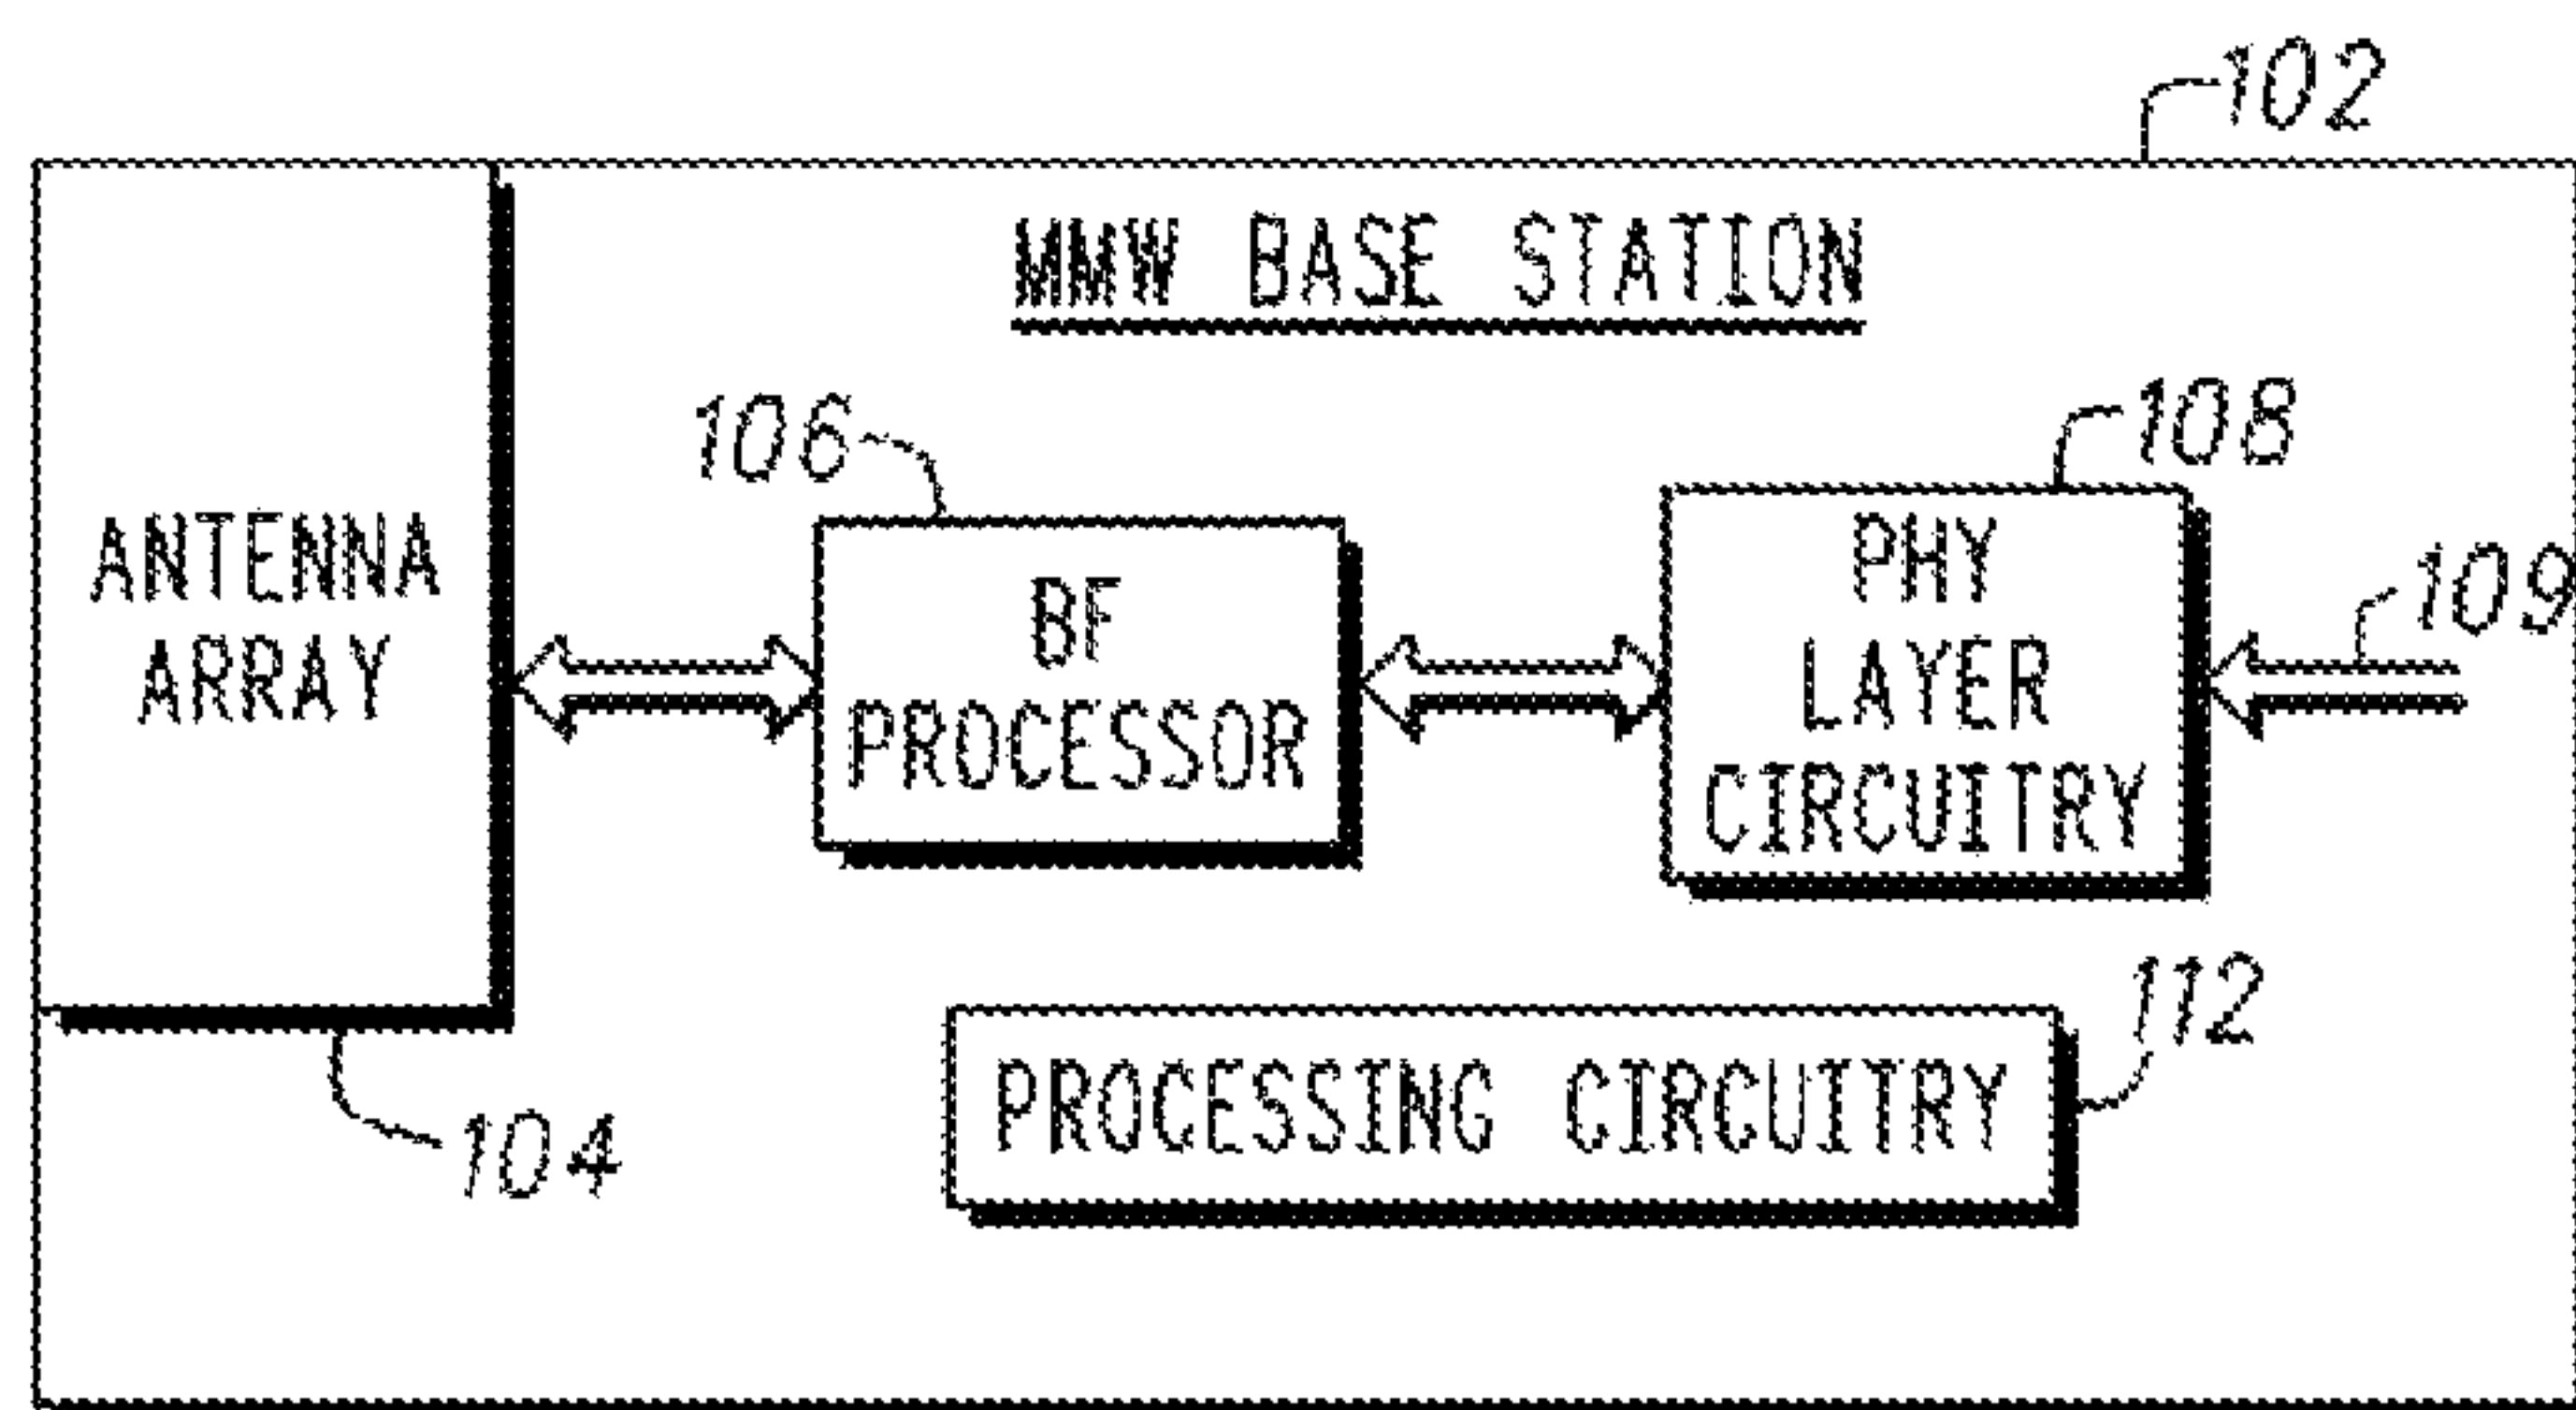 102
MMW BASE STATION
106
108
109
ANTENNA
ARRAY
BF
PROCESSOR
PHY
LAYER
CIRCUITRY
112
PROCESSING CIRCUITRY
104